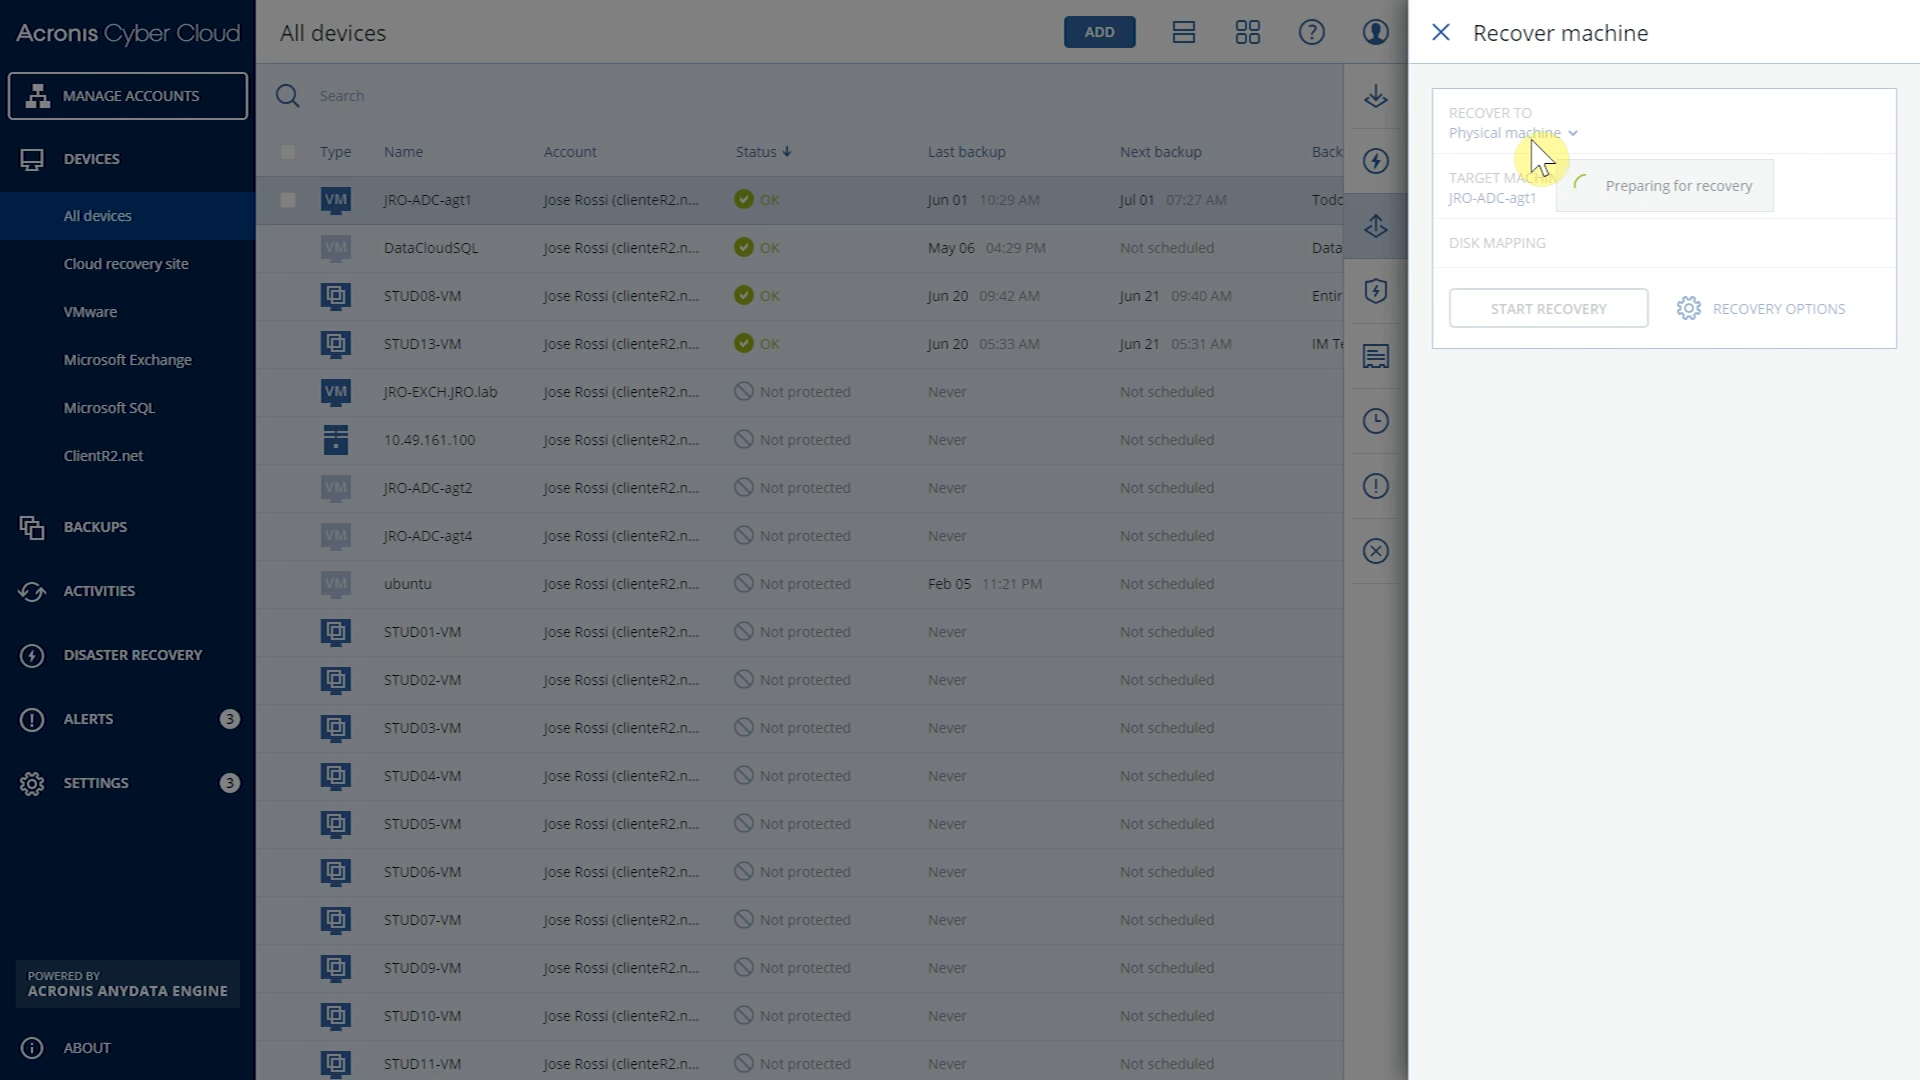 Acronis Cyber Cloud
MANAGE ACCOUNTS
DEVICES
All devices
Cloud recovery site
VMware
Microsoft Exchange
Microsoft SQL
ClientR2.net
BACKUPS
ACTIVITIES
DISASTER RECOVERY
ALERTS 3
SETTINGS 3
POWERED BY
ACRONIS ANYDATA ENGINE
ABOUT
All devices
ADD
Search
Type Name Account Status Last backup Next backup Back
VM JRO-ADC-agt1 Jose Rossi (clienteR2.n... OK Jun 01 10:29 AM Jul 01 07:27 AM Todo
VM DataCloudSQL Jose Rossi (clienteR2.n... OK May 06 04:29 PM Not scheduled Data
STUD08-VM Jose Rossi (clienteR2.n... OK Jun 20 09:42 AM Jun 21 09:40 AM Entir
STUD13-VM Jose Rossi (clienteR2.n... OK Jun 20 05:33 AM Jun 21 05:31 AM IM Te
VM JRO-EXCH.JRO.lab Jose Rossi (clienteR2.n... Not protected Never Not scheduled
10.49.161.100 Jose Rossi (clienteR2.n... Not protected Never Not scheduled
VM JRO-ADC-agt2 Jose Rossi (clienteR2.n... Not protected Never Not scheduled
VM JRO-ADC-agt4 Jose Rossi (clienteR2.n... Not protected Never Not scheduled
VM ubuntu Jose Rossi (clienteR2.n... Not protected Feb 05 11:21 PM Not scheduled
STUD01-VM Jose Rossi (clienteR2.n... Not protected Never Not scheduled
STUD02-VM Jose Rossi (clienteR2.n... Not protected Never Not scheduled
STUD03-VM Jose Rossi (clienteR2.n... Not protected Never Not scheduled
STUD04-VM Jose Rossi (clienteR2.n... Not protected Never Not scheduled
STUD05-VM Jose Rossi (clienteR2.n... Not protected Never Not scheduled
STUD06-VM Jose Rossi (clienteR2.n... Not protected Never Not scheduled
STUD07-VM Jose Rossi (clienteR2.n... Not protected Never Not scheduled
STUD09-VM Jose Rossi (clienteR2.n... Not protected Never Not scheduled
STUD10-VM Jose Rossi (clienteR2.n... Not protected Never Not scheduled
STUD11-VM Jose Rossi (clienteR2.n... Not protected Never Not scheduled
Recover machine
RECOVER TO
Physical machine
TARGET MACHIN
JRO-ADC-agt1
Preparing for recovery
DISK MAPPING
START RECOVERY RECOVERY OPTIONS